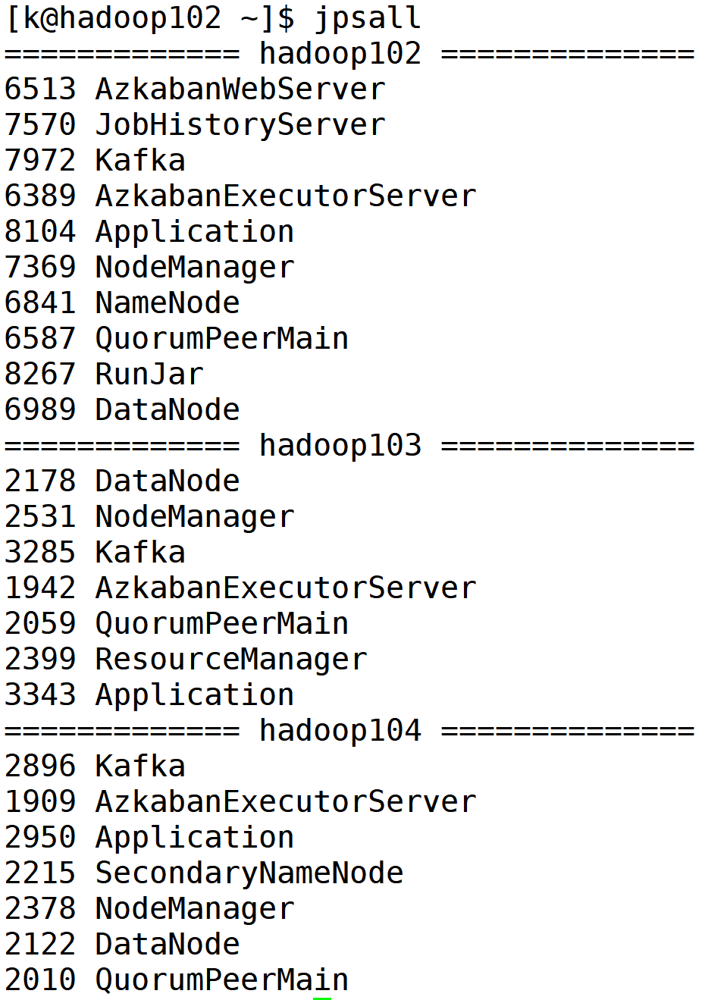 [k@hadoop102 ~]$ jpsall
============= hadoop102 ==============
6513 AzkabanWebServer
7570 JobHistoryServer
7972 Kafka
6389 AzkabanExecutorServer
8104 Application
7369 NodeManager
6841 NameNode
6587 QuorumPeerMain
8267 RunJar
6989 DataNode
============= hadoop103 ==============
2178 DataNode
2531 NodeManager
3285 Kafka
1942 AzkabanExecutorServer
2059 QuorumPeerMain
2399 ResourceManager
3343 Application
============= hadoop104 ==============
2896 Kafka
1909 AzkabanExecutorServer
2950 Application
2215 SecondaryNameNode
2378 NodeManager
2122 DataNode
2010 QuorumPeerMain